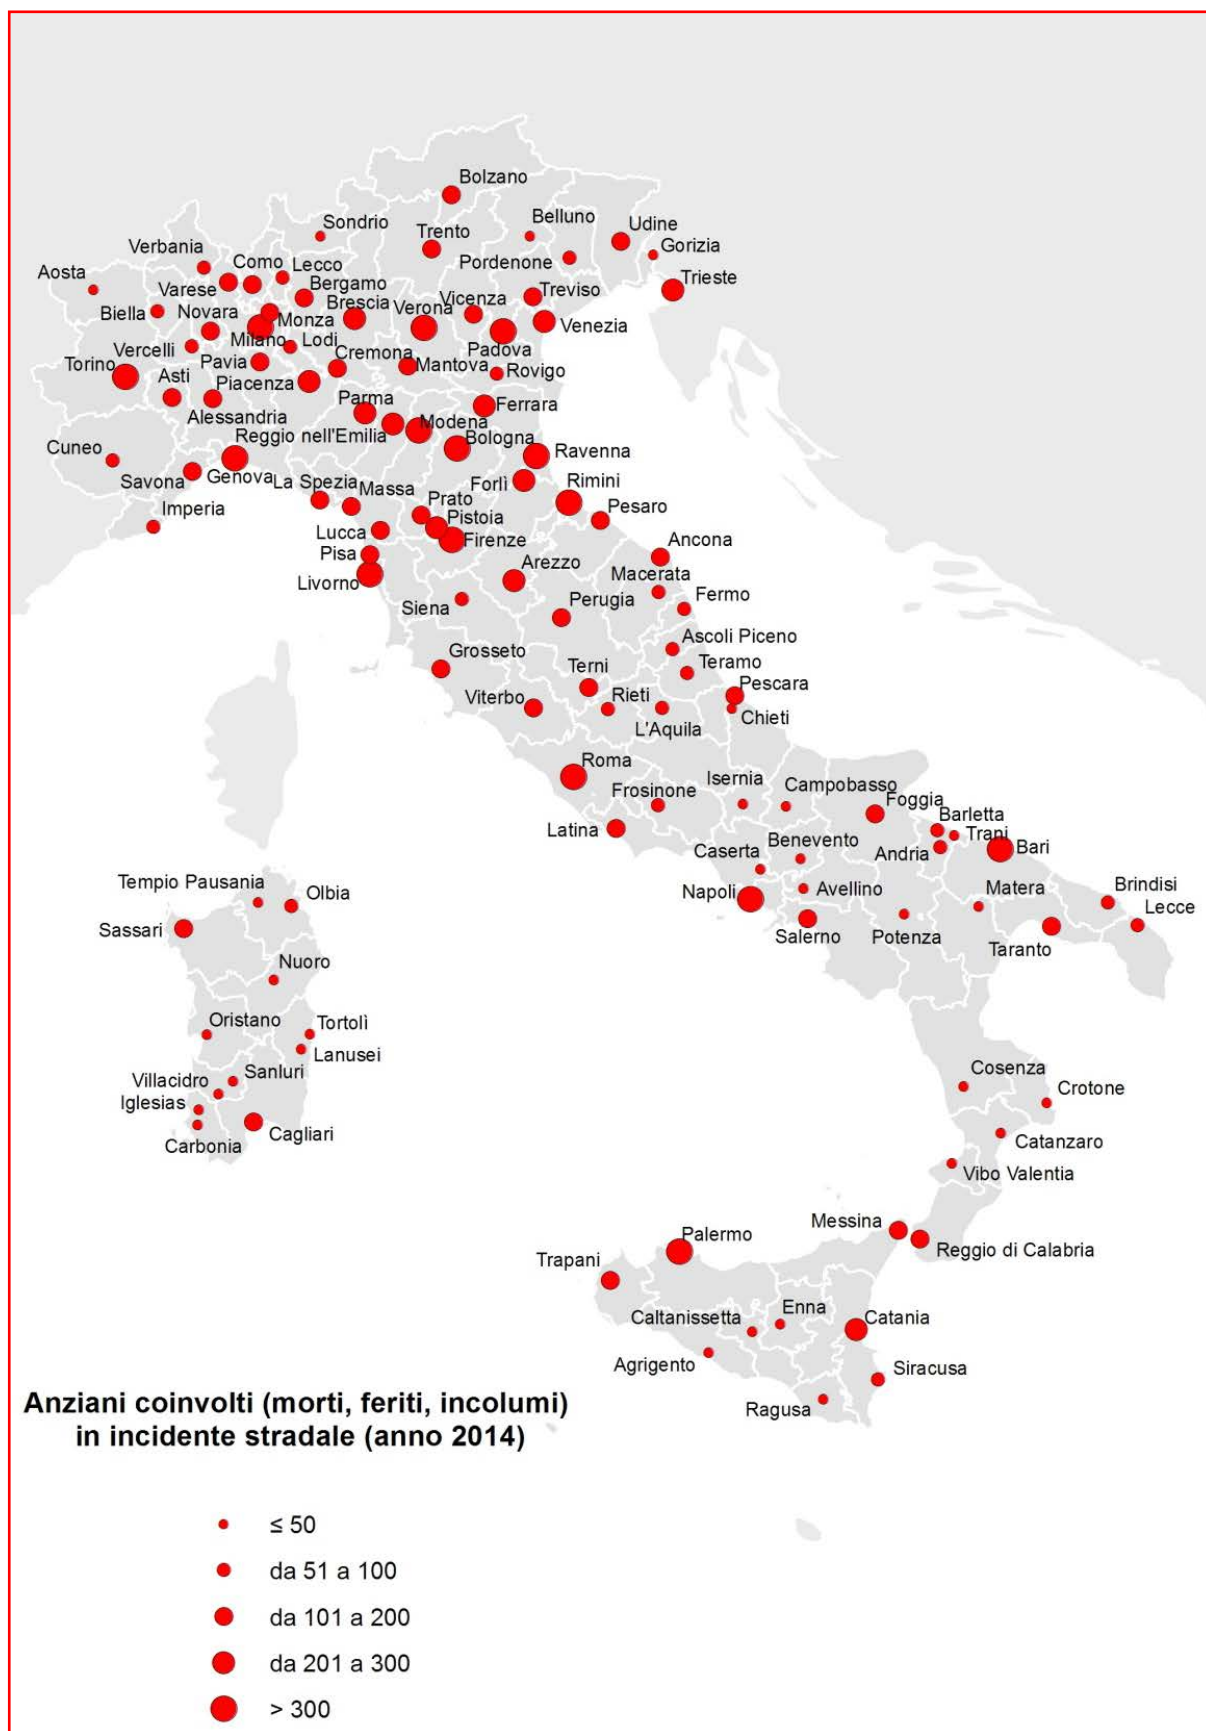 Bolzano
Sondrio
Belluno
Udine
Trento
Verbania
Gorizia
Como
Lecco
Pordenone
Aosta
Trieste
Bergamo
Varese
Treviso
Brescia
Vicenza
Biella
Novara
Verona
Monza
Venezia
Milano
Lodi
Vercelli
Padova
Torino
Pavia
Cremona
Mantova
Rovigo
Asti
Piacenza
Parma
Ferrara
Alessandria
Modena
Reggio nell'Emilia
Bologna
Cuneo
Ravenna
Savona
Genova
La Spezia
Forlì
Rimini
Massa
Imperia
Prato
Pesaro
Pistoia
Lucca
Firenze
Ancona
Pisa
Arezzo
Livorno
Macerata
Fermo
Siena
Perugia
Ascoli Piceno
Grosseto
Terni
Teramo
Pescara
Viterbo
Rieti
Chieti
L'Aquila
Roma
Isernia
Campobasso
Frosinone
Foggia
Barletta
Latina
Trani
Benevento
Andria
Bari
Caserta
Tempio Pausania
Olbia
Napoli
Avellino
Matera
Brindisi
Lecce
Sassari
Salerno
Potenza
Taranto
Nuoro
Oristano
Tortolì
Lanusei
Sanluri
Villacidro
Iglesias
Cosenza
Crotone
Cagliari
Carbonia
Catanzaro
Vibo Valentia
Messina
Palermo
Reggio di Calabria
Trapani
Enna
Caltanissetta
Catania
Agrigento
Siracusa
Ragusa
Anziani coinvolti (morti, feriti, incolumi)
in incidente stradale (anno 2014)
≤ 50
da 51 a 100
da 101 a 200
da 201 a 300
> 300